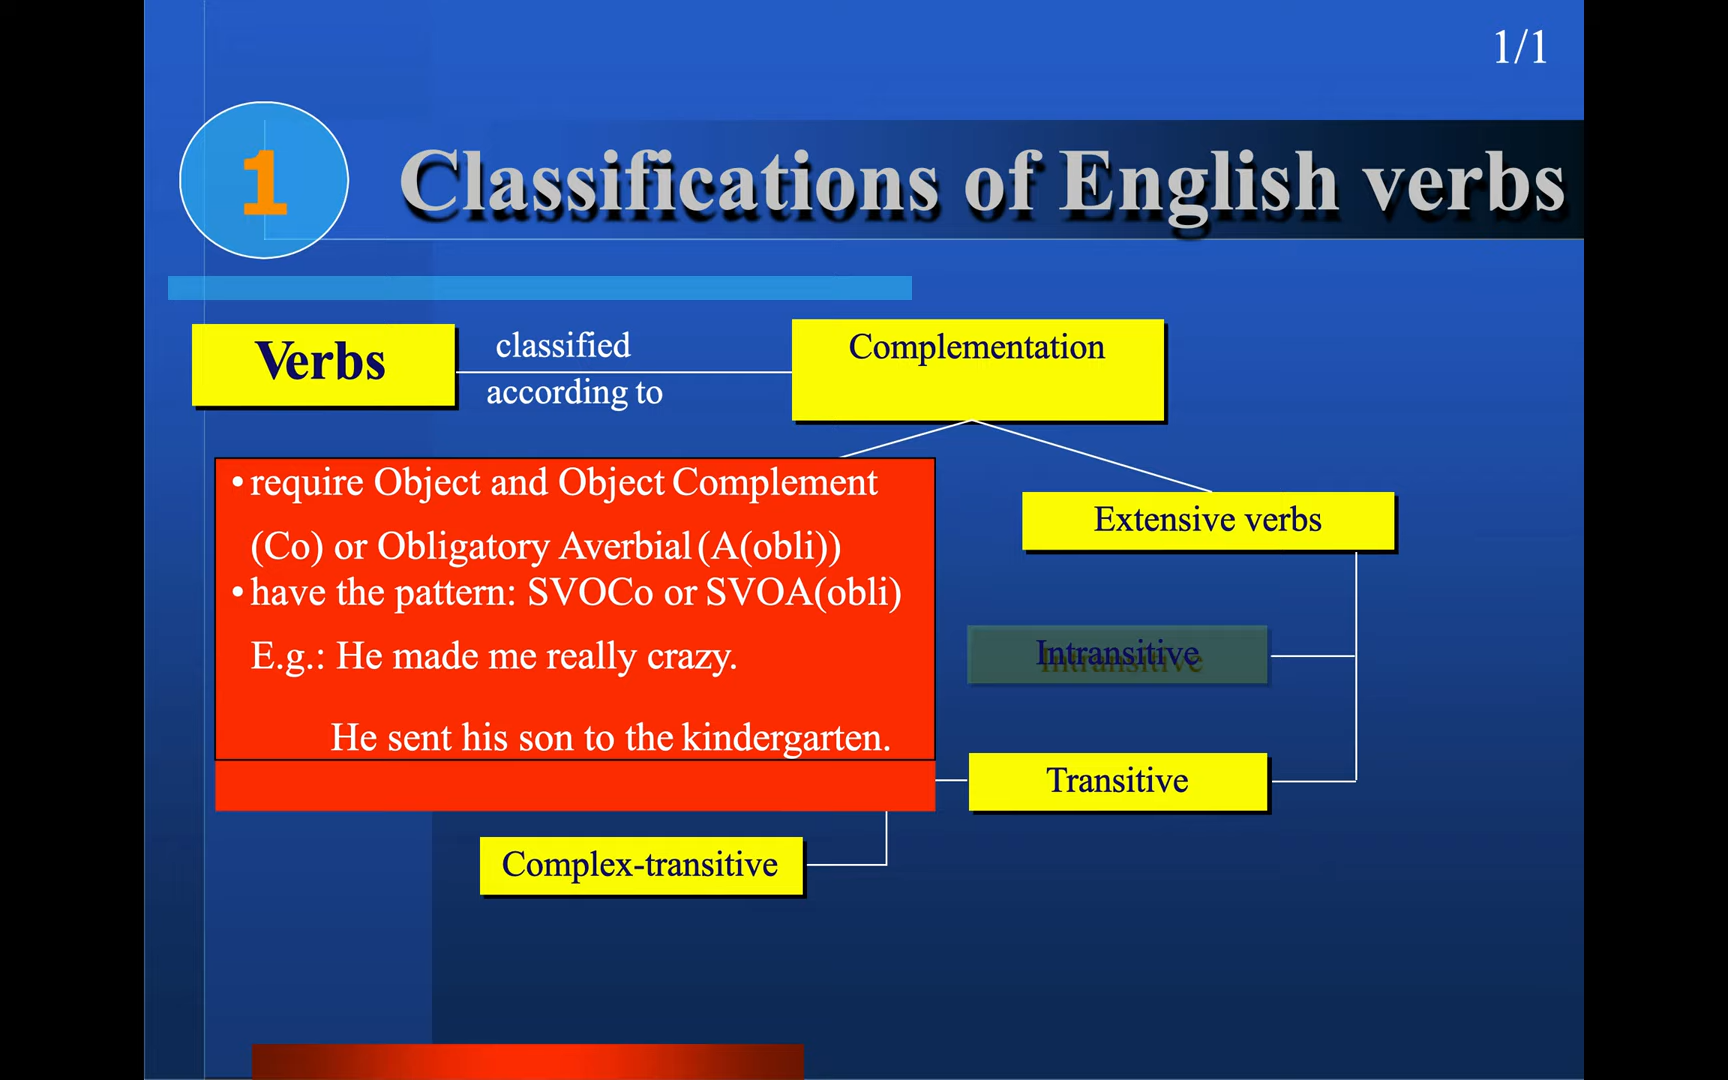 1/1
1
Classifications of English verbs
Verbs
classified
according to
Complementation
• require Object and Object Complement
(Co) or Obligatory Averbial (A(obli))
• have the pattern: SVOCo or SVOA(obli)
E.g.: He made me really crazy.
He sent his son to the kindergarten.
Extensive verbs
Intransitive
Transitive
Complex-transitive